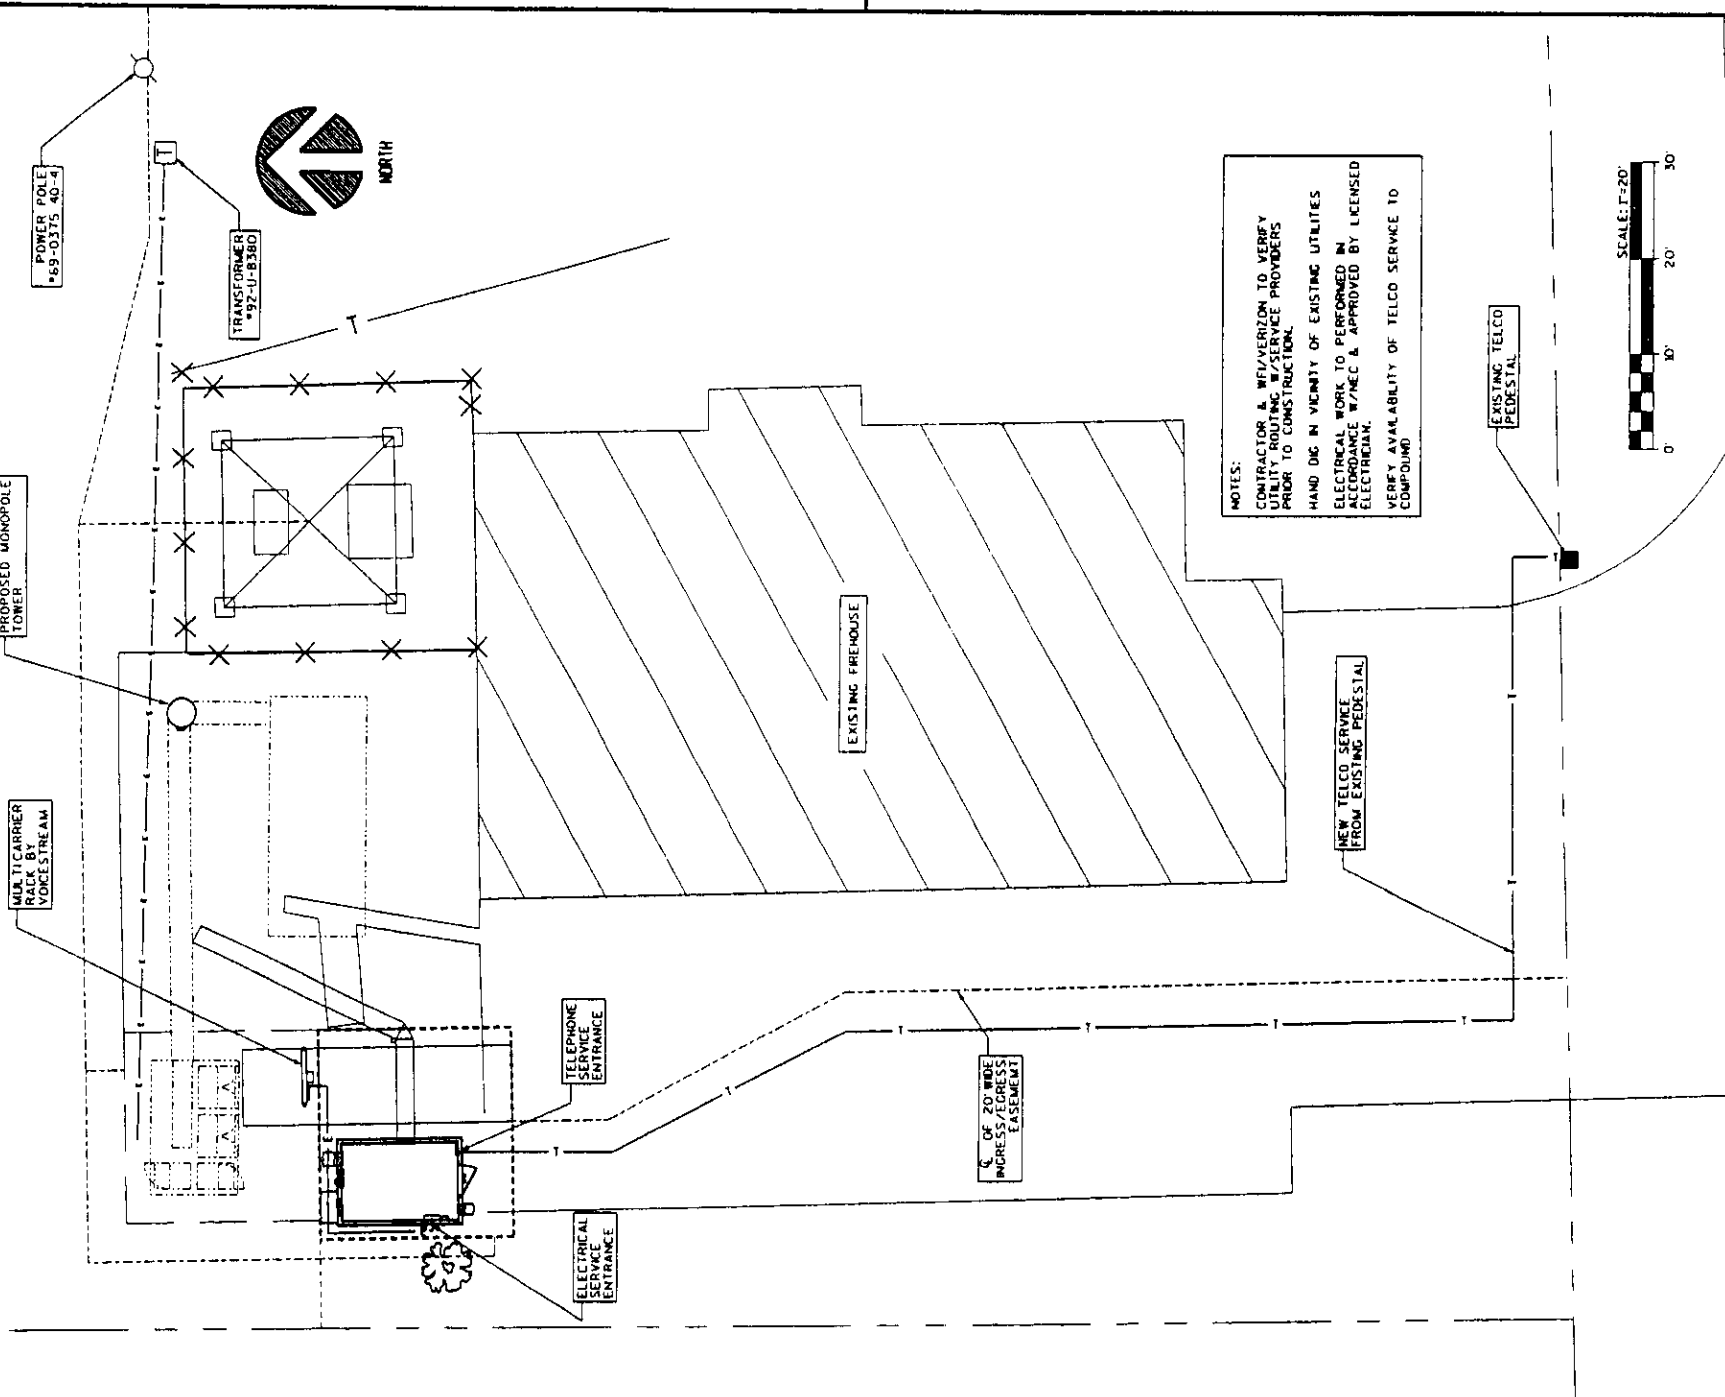 POWER POLE
#69-0375 40-4
TRANSFORMER
#92-U-8380
NORTH
T
T
PROPOSED MONOPOLE
TOWER
MULTICARRIER
RACK BY
VOICESTREAM
EXISTING FIREHOUSE
TELEPHONE
SERVICE
ENTRANCE
ELECTRICAL
SERVICE
ENTRANCE
℄ OF 20' WIDE
INGRESS/EGRESS
EASEMEMT
NEW TELCO SERVICE
FROM EXISTING PEDESTAL
EXISTING TELCO
PEDESTAL
NOTES:
CONTRACTOR & WFI/VERIZON TO VERIFY
UTILITY ROUTING W/SERVICE PROVIDERS
PRIOR TO CONSTRUCTION.
HAND DIG IN VICINITY OF EXISTING UTILITIES
ELECTRICAL WORK TO PERFORMED IN
ACCORDANCE W/NEC & APPROVED BY LICENSED
ELECTRICIAN.
VERIFY AVAILABILITY OF TELCO SERVICE TO
COMPOUND
SCALE: 1"=20'
0' 10' 20' 30'